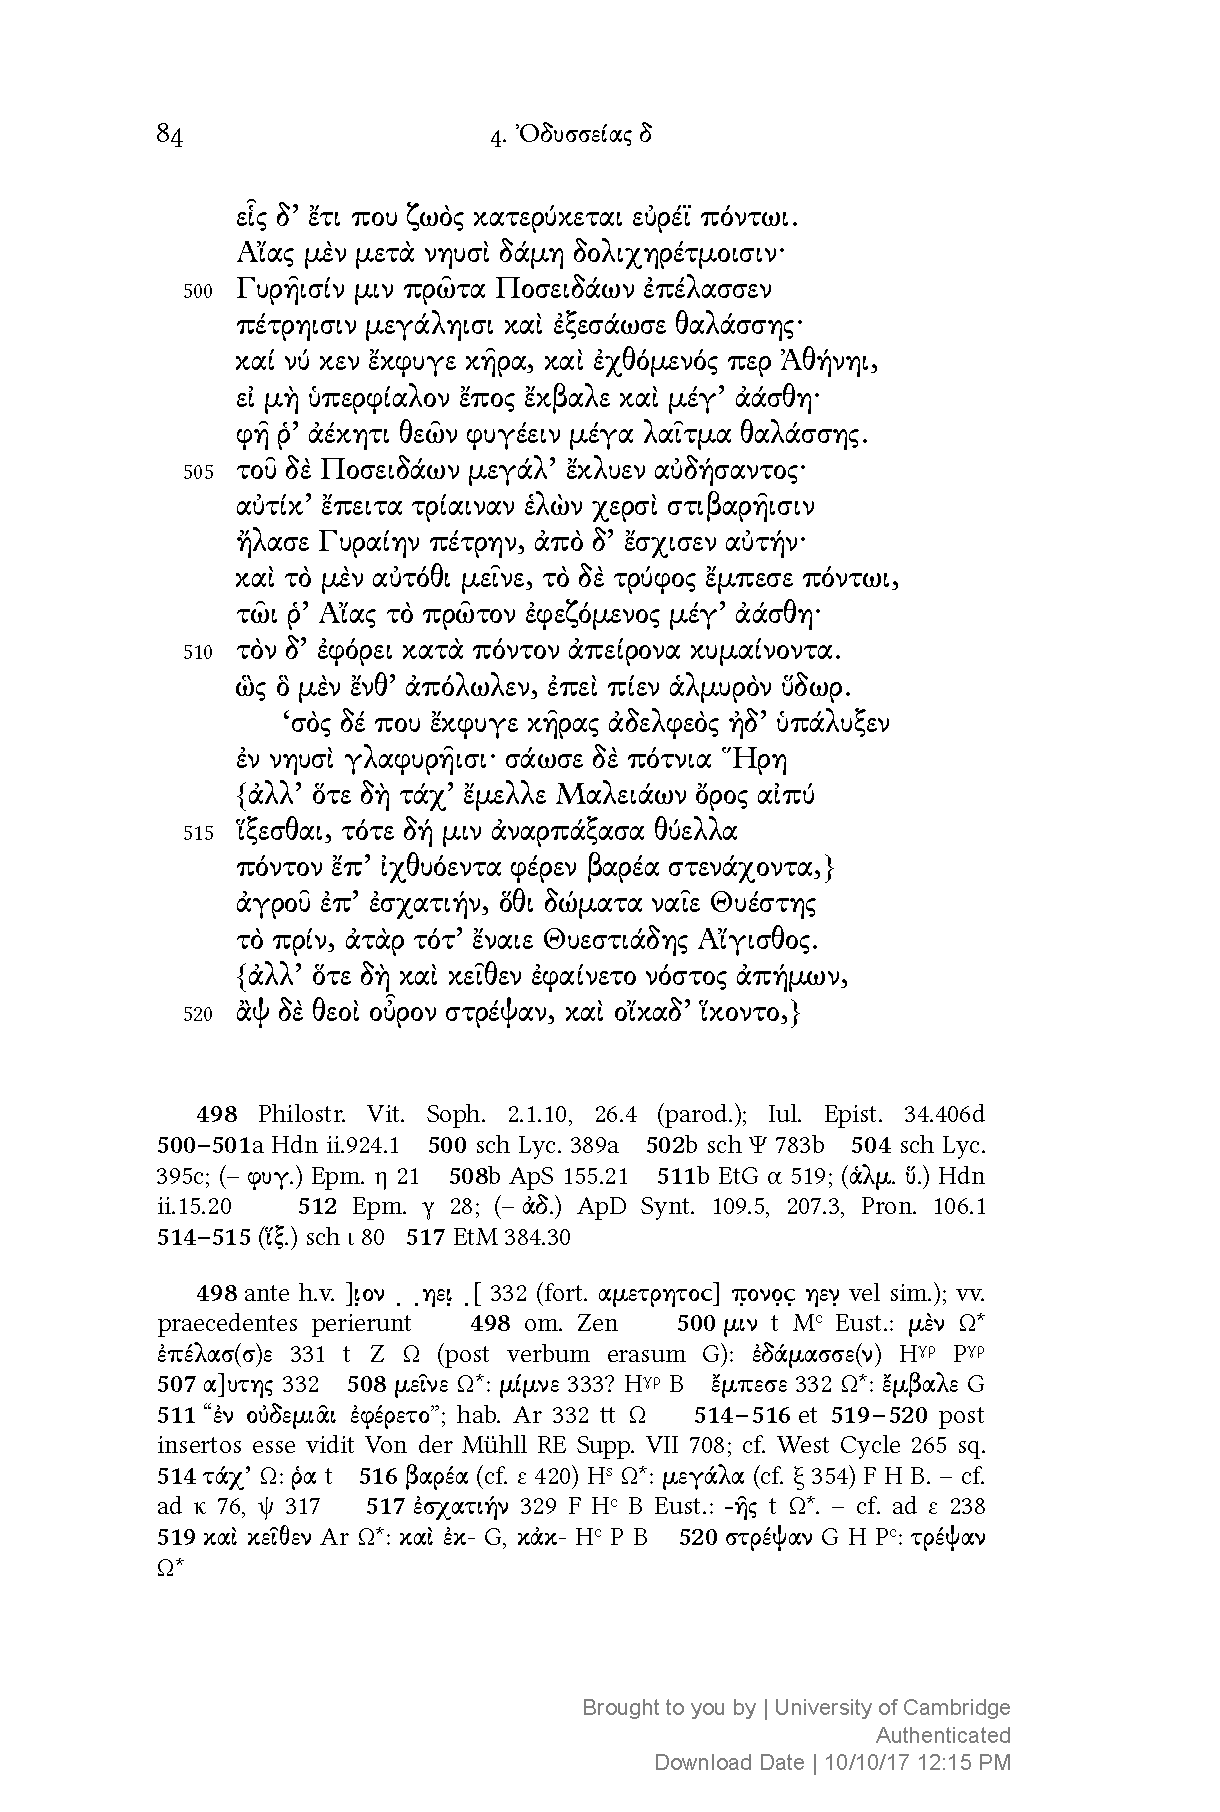 84 4. Ὀδυσσείας δ
εἷς δ’ ἔτι που ζωὸς κατερύκεται εὐρέϊ πόντωι.
Αἴας μὲν μετὰ νηυσὶ δάμη δολιχηρέτμοισιν·
500 Γυρῆισίν μιν πρῶτα Ποσειδάων ἐπέλασσεν
πέτρηισιν μεγάληισι καὶ ἐξεσάωσε θαλάσσης·
καί νύ κεν ἔκφυγε κῆρα, καὶ ἐχθόμενός περ Ἀθήνηι,
εἰ μὴ ὑπερφίαλον ἔπος ἔκβαλε καὶ μέγ’ ἀάσθη·
φῆ ῥ’ ἀέκητι θεῶν φυγέειν μέγα λαῖτμα θαλάσσης.
505 τοῦ δὲ Ποσειδάων μεγάλ’ ἔκλυεν αὐδήσαντος·
αὐτίκ’ ἔπειτα τρίαιναν ἑλὼν χερσὶ στιβαρῆισιν
ἤλασε Γυραίην πέτρην, ἀπὸ δ’ ἔσχισεν αὐτήν·
καὶ τὸ μὲν αὐτόθι μεῖνε, τὸ δὲ τρύφος ἔμπεσε πόντωι,
τῶι ῥ’ Αἴας τὸ πρῶτον ἐφεζόμενος μέγ’ ἀάσθη·
510 τὸν δ’ ἐφόρει κατὰ πόντον ἀπείρονα κυμαίνοντα.
ὣς ὃ μὲν ἔνθ’ ἀπόλωλεν, ἐπεὶ πίεν ἁλμυρὸν ὕδωρ.
‘σὸς δέ που ἔκφυγε κῆρας ἀδελφεὸς ἠδ’ ὑπάλυξεν
ἐν νηυσὶ γλαφυρῆισι· σάωσε δὲ πότνια Ἥρη
{ἀλλ’ ὅτε δὴ τάχ’ ἔμελλε Μαλειάων ὄρος αἰπύ
515 ἵξεσθαι, τότε δή μιν ἀναρπάξασα θύελλα
πόντον ἔπ’ ἰχθυόεντα φέρεν βαρέα στενάχοντα,}
ἀγροῦ ἐπ’ ἐσχατιήν, ὅθι δώματα ναῖε Θυέστης
τὸ πρίν, ἀτὰρ τότ’ ἔναιε Θυεστιάδης Αἴγισθος.
{ἀλλ’ ὅτε δὴ καὶ κεῖθεν ἐφαίνετο νόστος ἀπήμων,
520 ἂψ δὲ θεοὶ οὖρον στρέψαν, καὶ οἴκαδ’ ἵκοντο,}
498 Philostr. Vit. Soph. 2.1.10, 26.4 (parod.); Iul. Epist. 34.406d
500–501a Hdn ii.924.1 500 sch Lyc. 389a 502b sch Ψ 783b 504 sch Lyc.
395c; (– φυγ.) Epm. η 21 508b ApS 155.21 511b EtG α 519; (ἁλμ. ὕ.) Hdn
ii.15.20 512 Epm. γ 28; (– ἀδ.) ApD Synt. 109.5, 207.3, Pron. 106.1
514–515 (ἵξ.) sch ι 80 517 EtM 384.30
498 ante h.v. ]ι̣ον ̣ ̣ηει̣ ̣[ 332 (fort. αμετρητοϲ] π̣ονο̣ϲ̣ ηεν̣ vel sim.); vv.
praecedentes perierunt 498 om. Zen 500 μιν t Mᶜ Eust.: μὲν Ω*
ἐπέλασ(σ)ε 331 t Z Ω (post verbum erasum G): ἐδάμασσε(ν) Hᵞᵖ Pᵞᵖ
507 α]υτης 332 508 μεῖνε Ω*: μίμνε 333? Hᵞᵖ B ἔμπεσε 332 Ω*: ἔμβαλε G
511 “ἐν οὐδεμιᾶι ἐφέρετο”; hab. Ar 332 tt Ω 514–516 et 519–520 post
insertos esse vidit Von der Mühll RE Supp. VII 708; cf. West Cycle 265 sq.
514 τάχ’ Ω: ῥα t 516 βαρέα (cf. ε 420) Hˢ Ω*: μεγάλα (cf. ξ 354) F H B. – cf.
ad κ 76, ψ 317 517 ἐσχατιήν 329 F Hᶜ B Eust.: -ῆς t Ω*. – cf. ad ε 238
519 καὶ κεῖθεν Ar Ω*: καὶ ἐκ- G, κἀκ- Hᶜ P B 520 στρέψαν G H Pᶜ: τρέψαν
Ω*
Brought to you by | University of Cambridge
Authenticated
Download Date | 10/10/17 12:15 PM